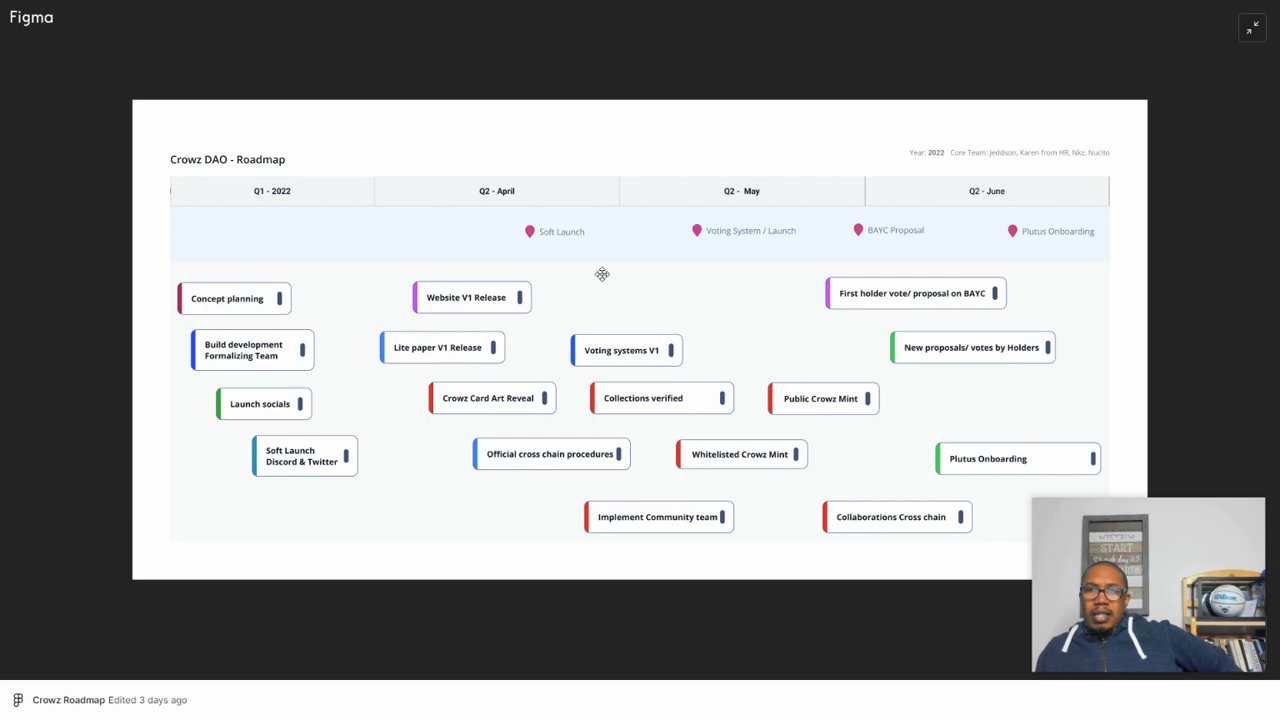 Figma
Crowz DAO - Roadmap
Year: 2022 Core Team: Jeddson, Karen from HR, Nkz, Nucito
Q1 - 2022
Q2 - April
Q2 - May
Q2 - June
Soft Launch
Voting System / Launch
BAYC Proposal
Plutus Onboarding
Concept planning
Website V1 Release
First holder vote/ proposal on BAYC
Build development
Formalizing Team
Lite paper V1 Release
Voting systems V1
New proposals/ votes by Holders
Launch socials
Crowz Card Art Reveal
Collections verified
Public Crowz Mint
Soft Launch
Discord & Twitter
Official cross chain procedures
Whitelisted Crowz Mint
Plutus Onboarding
Implement Community team
Collaborations Cross chain
START
Wilson
Crowz Roadmap Edited 3 days ago